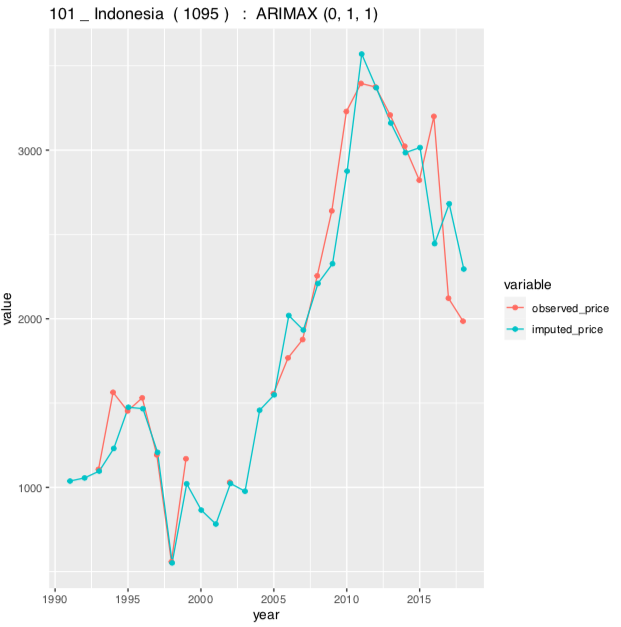 101 _ Indonesia ( 1095 ) : ARIMAX (0, 1, 1)
3000
2000
1000
value
1990 1995 2000 2005 2010 2015
year
variable
observed_price
imputed_price